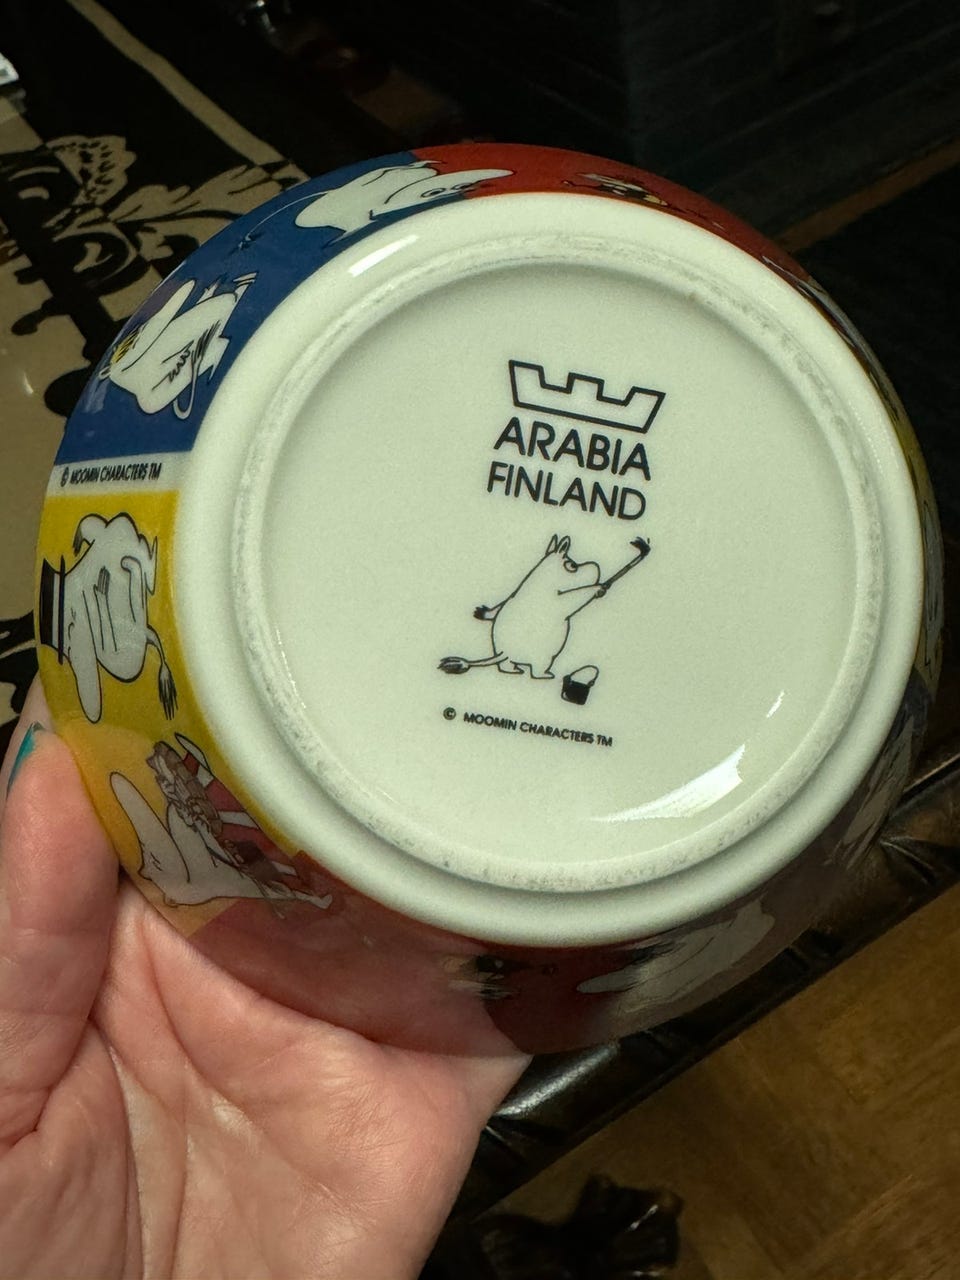 ARABIA
FINLAND
© MOOMIN CHARACTERS TM
© MOOMIN CHARACTERS TM